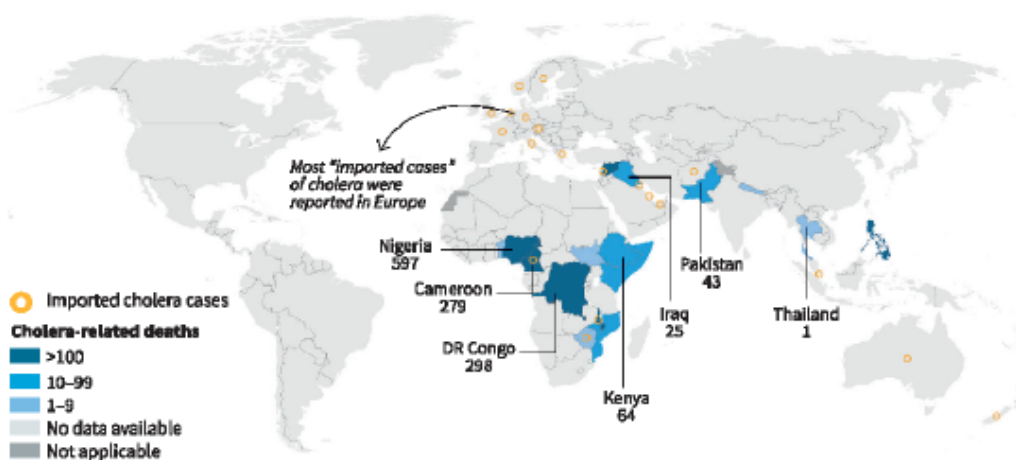 Most "imported cases"
of cholera were
reported in Europe
Nigeria
597
Cameroon
279
DR Congo
298
Kenya
64
Iraq
25
Pakistan
43
Thailand
1
Imported cholera cases
Cholera-related deaths
>100
10–99
1–9
No data available
Not applicable